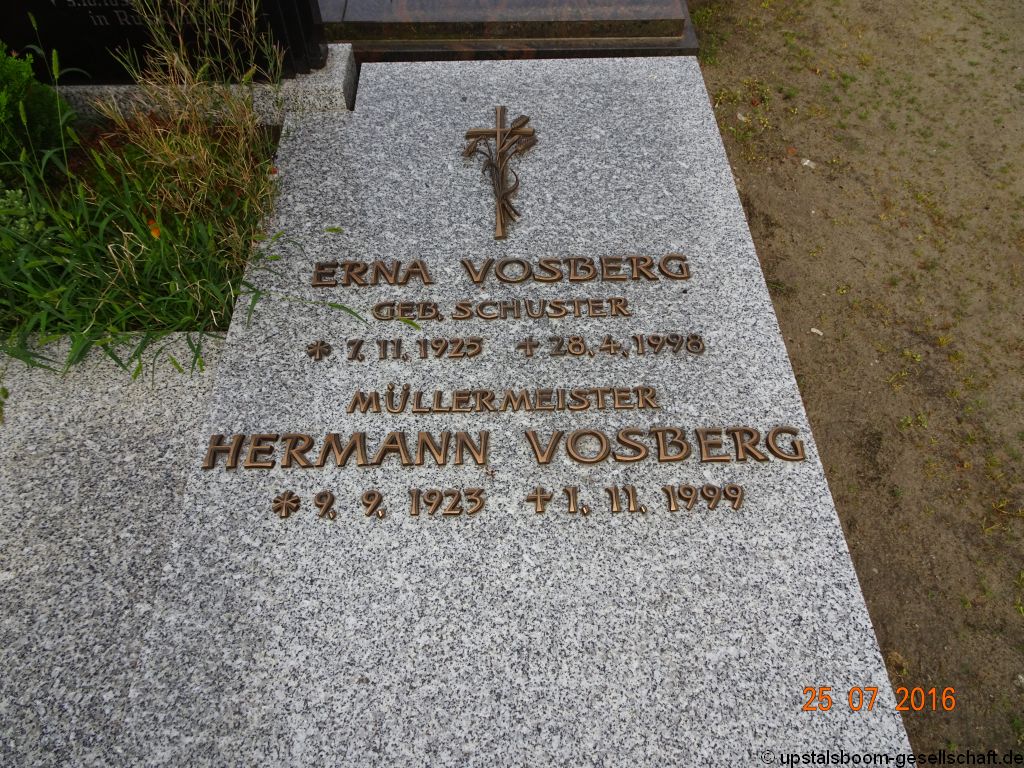 in
ERNA VOSBERG
GEB. SCHUSTER
* 7. 11. 1925 + 28. 4. 1998
MÜLLERMEISTER
HERMANN VOSBERG
* 9. 9. 1923 + 1. 11. 1999
25 07 2016
© upstalsboom-gesellschaft.de